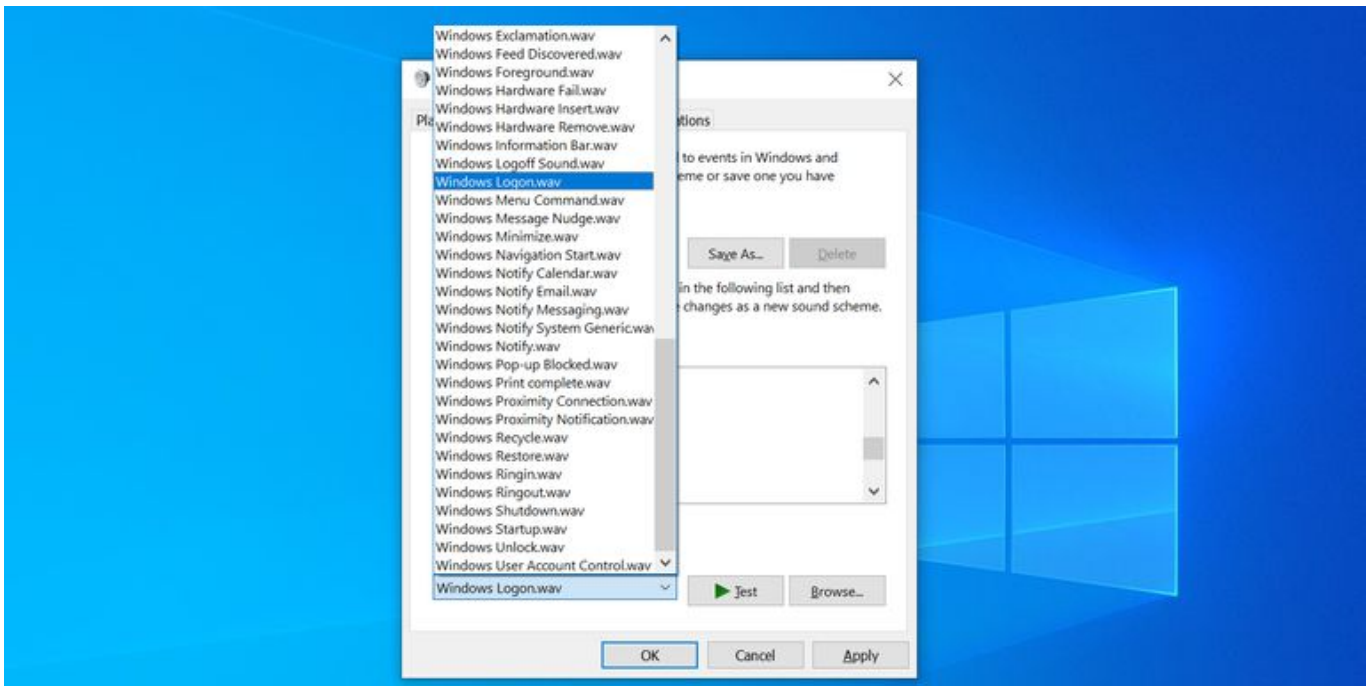 Windows Exclamation.wav
Windows Feed Discovered.wav
Windows Foreground.wav
Windows Hardware Fail.wav
Windows Hardware Insert.wav
Pla
ations
Windows Hardware Remove.wav
Windows Information Bar.wav
to events in Windows and
Windows Logoff Sound.wav
eme or save one you have
Windows Logon.wav
Windows Menu Command.wav
Windows Message Nudge.wav
Windows Minimize.wav
Windows Navigation Start.wav
Save As...
Delete
Windows Notify Calendar.wav
Windows Notify Email.wav
in the following list and then
Windows Notify Messaging.wav
changes as a new sound scheme.
Windows Notify System Generic.wav
Windows Notify.wav
Windows Pop-up Blocked.wav
Windows Print complete.wav
Windows Proximity Connection.wav
Windows Proximity Notification.wav
Windows Recycle.wav
Windows Restore.wav
Windows Ringin.wav
Windows Ringout.wav
Windows Shutdown.wav
Windows Startup.wav
Windows Unlock.wav
Windows User Account Control.wav
Windows Logon.wav
Test
Browse...
OK
Cancel
Apply